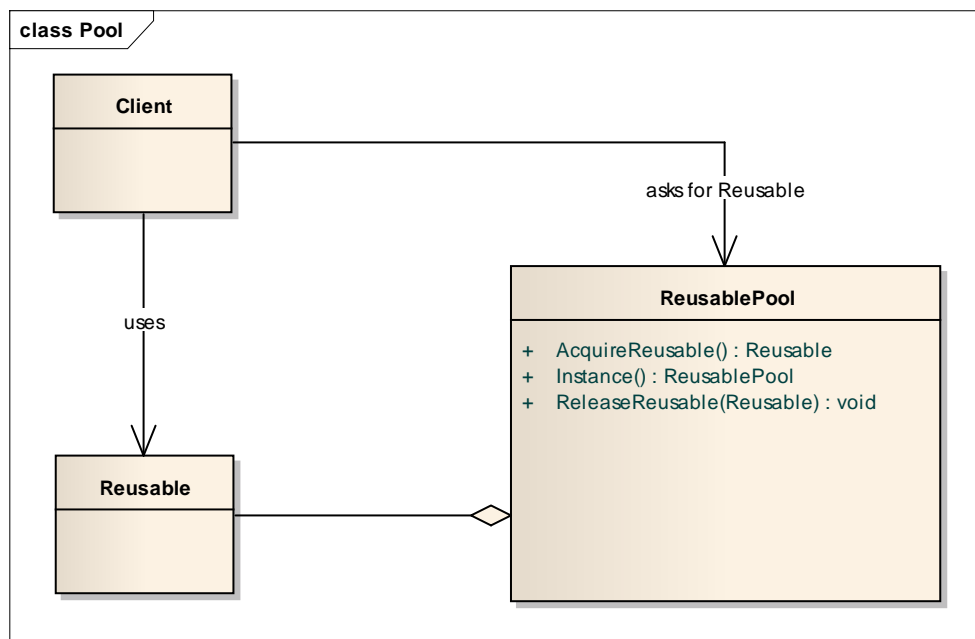 class Pool
Client
asks for Reusable
ReusablePool
+ AcquireReusable() : Reusable
+ Instance() : ReusablePool
+ ReleaseReusable(Reusable) : void
uses
Reusable